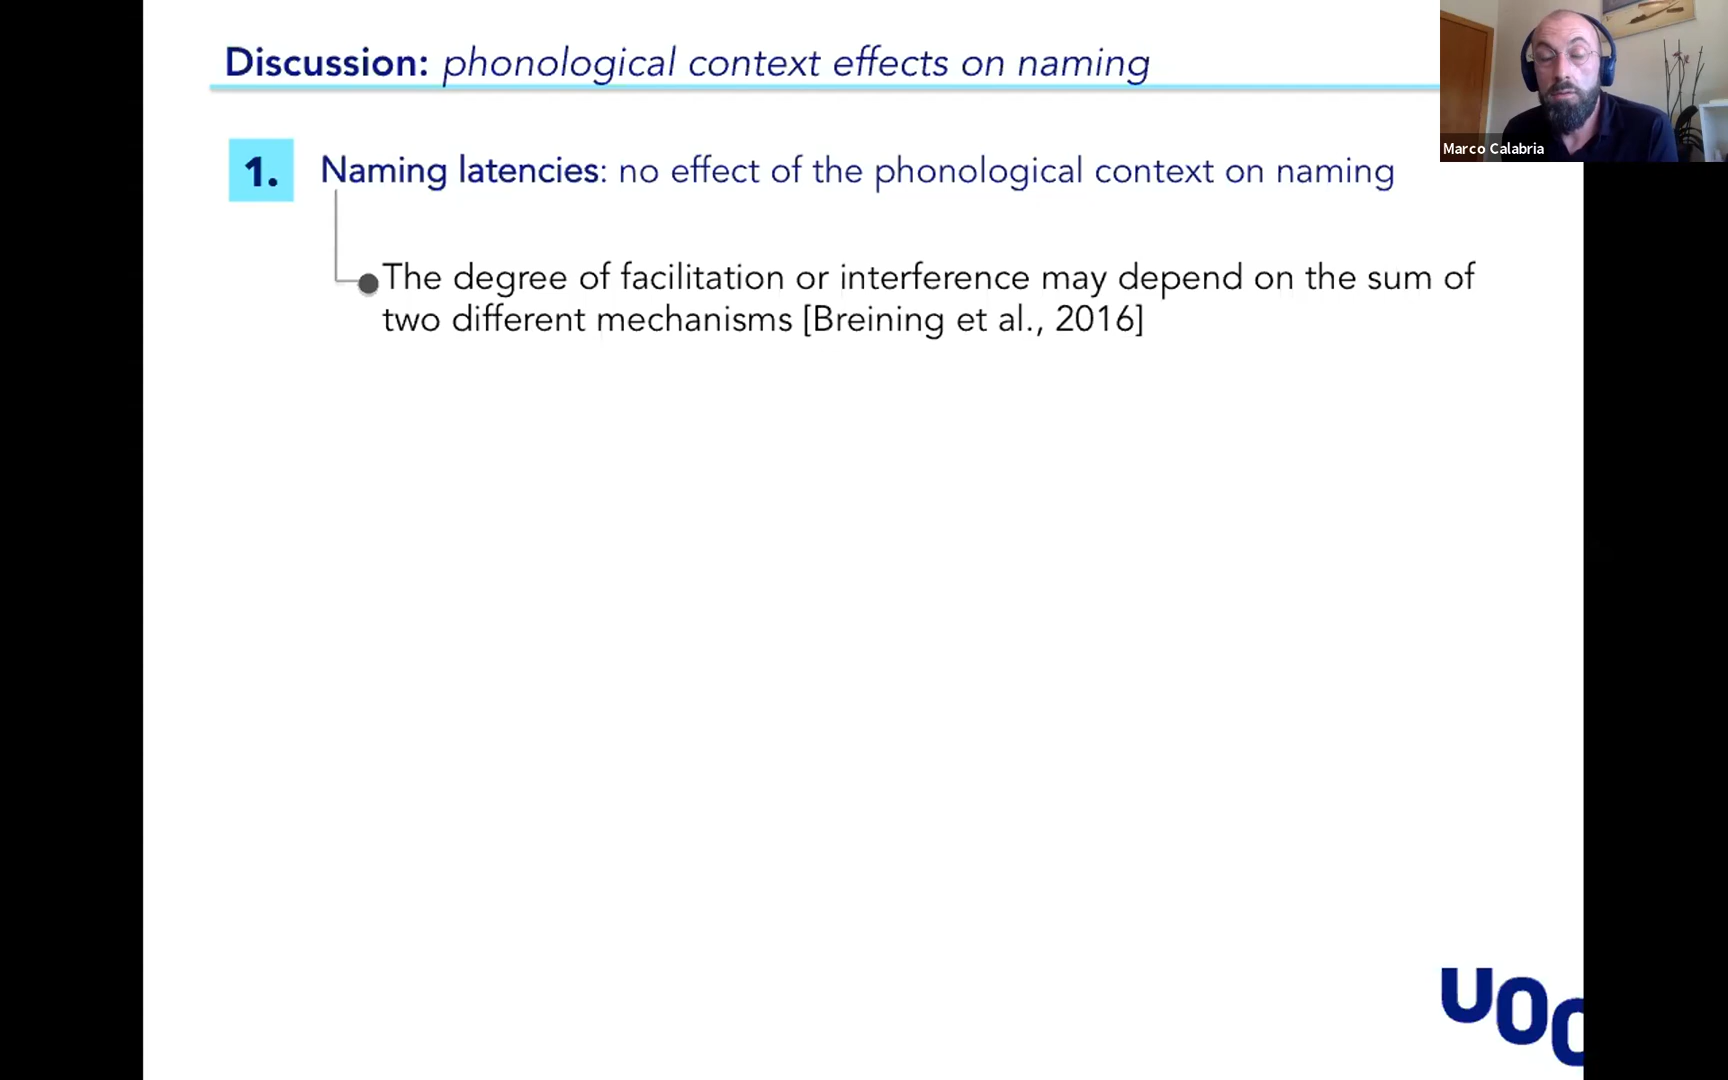 Discussion: phonological context effects on naming
Marco Calabria
1. Naming latencies: no effect of the phonological context on naming
The degree of facilitation or interference may depend on the sum of
two different mechanisms [Breining et al., 2016]
UOC